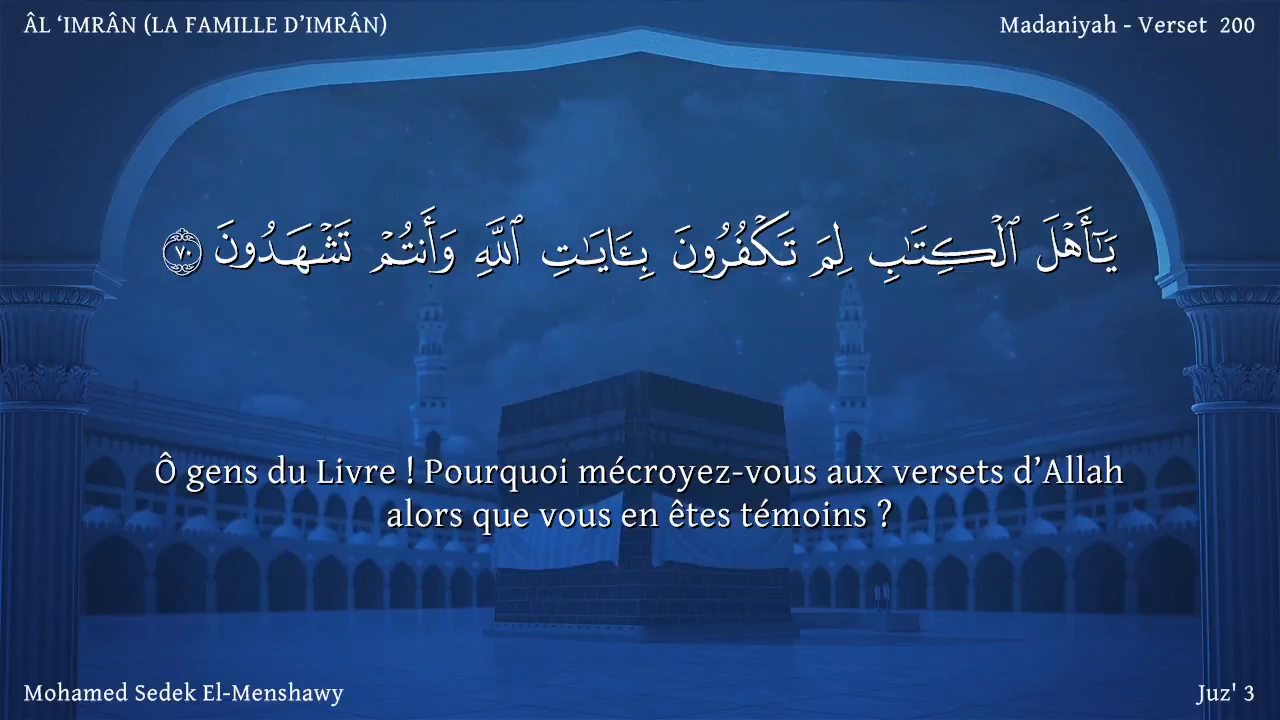 ÂL ‘IMRÂN (LA FAMILLE D’IMRÂN)
Madaniyah - Verset 200
يَـٰٓأَهْلَ ٱلْكِتَـٰبِ لِمَ تَكْفُرُونَ بِـَٔايَـٰتِ ٱللَّهِ وَأَنتُمْ تَشْهَدُونَ ٧٠
Ô gens du Livre ! Pourquoi mécroyez-vous aux versets d’Allah
alors que vous en êtes témoins ?
Mohamed Sedek El-Menshawy
Juz' 3